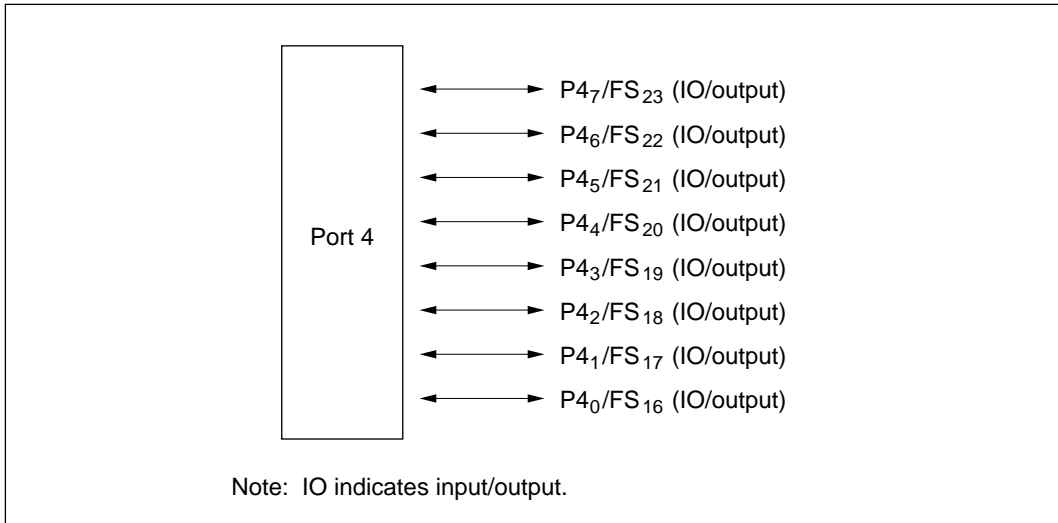 P4₇/FS₂₃ (IO/output)
P4₆/FS₂₂ (IO/output)
P4₅/FS₂₁ (IO/output)
P4₄/FS₂₀ (IO/output)
Port 4
P4₃/FS₁₉ (IO/output)
P4₂/FS₁₈ (IO/output)
P4₁/FS₁₇ (IO/output)
P4₀/FS₁₆ (IO/output)
Note: IO indicates input/output.